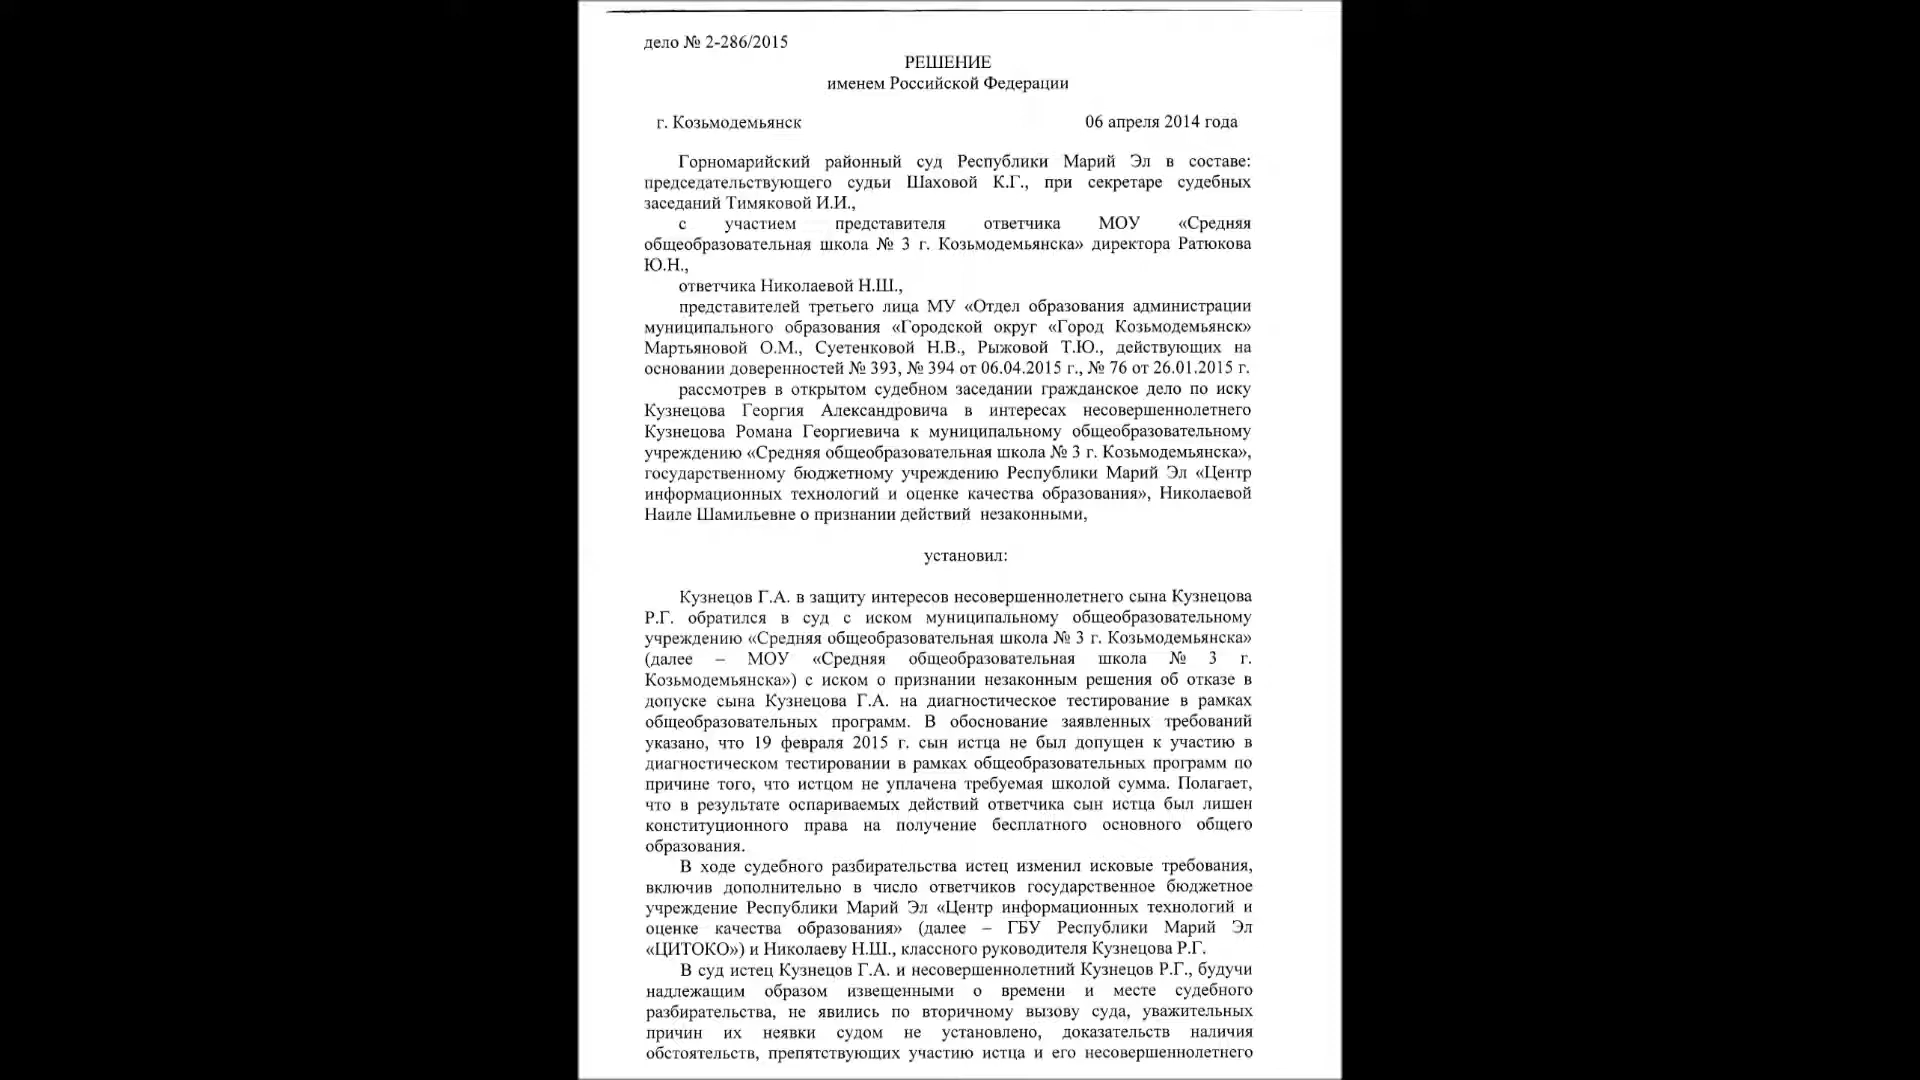 дело № 2-286/2015
РЕШЕНИЕ
именем Российской Федерации
г. Козьмодемьянск 06 апреля 2014 года
Горномарийский районный суд Республики Марий Эл в составе:
председательствующего судьи Шаховой К.Г., при секретаре судебных
заседаний Тимяковой И.И.,
с участием представителя ответчика МОУ «Средняя
общеобразовательная школа № 3 г. Козьмодемьянска» директора Ратюкова
Ю.Н.,
ответчика Николаевой Н.Ш.,
представителей третьего лица МУ «Отдел образования администрации
муниципального образования «Городской округ «Город Козьмодемьянск»
Мартьяновой О.М., Суетенковой Н.В., Рыжовой Т.Ю., действующих на
основании доверенностей № 393, № 394 от 06.04.2015 г., № 76 от 26.01.2015 г.
рассмотрев в открытом судебном заседании гражданское дело по иску
Кузнецова Георгия Александровича в интересах несовершеннолетнего
Кузнецова Романа Георгиевича к муниципальному общеобразовательному
учреждению «Средняя общеобразовательная школа № 3 г. Козьмодемьянска»,
государственному бюджетному учреждению Республики Марий Эл «Центр
информационных технологий и оценке качества образования», Николаевой
Наиле Шамильевне о признании действий незаконными,
установил:
Кузнецов Г.А. в защиту интересов несовершеннолетнего сына Кузнецова
Р.Г. обратился в суд с иском муниципальному общеобразовательному
учреждению «Средняя общеобразовательная школа № 3 г. Козьмодемьянска»
(далее – МОУ «Средняя общеобразовательная школа № 3 г.
Козьмодемьянска») с иском о признании незаконным решения об отказе в
допуске сына Кузнецова Г.А. на диагностическое тестирование в рамках
общеобразовательных программ. В обоснование заявленных требований
указано, что 19 февраля 2015 г. сын истца не был допущен к участию в
диагностическом тестировании в рамках общеобразовательных программ по
причине того, что истцом не уплачена требуемая школой сумма. Полагает,
что в результате оспариваемых действий ответчика сын истца был лишен
конституционного права на получение бесплатного основного общего
образования.
В ходе судебного разбирательства истец изменил исковые требования,
включив дополнительно в число ответчиков государственное бюджетное
учреждение Республики Марий Эл «Центр информационных технологий и
оценке качества образования» (далее – ГБУ Республики Марий Эл
«ЦИТОКО») и Николаеву Н.Ш., классного руководителя Кузнецова Р.Г.
В суд истец Кузнецов Г.А. и несовершеннолетний Кузнецов Р.Г., будучи
надлежащим образом извещенными о времени и месте судебного
разбирательства, не явились по вторичному вызову суда, уважительных
причин их неявки судом не установлено, доказательств наличия
обстоятельств, препятствующих участию истца и его несовершеннолетнего